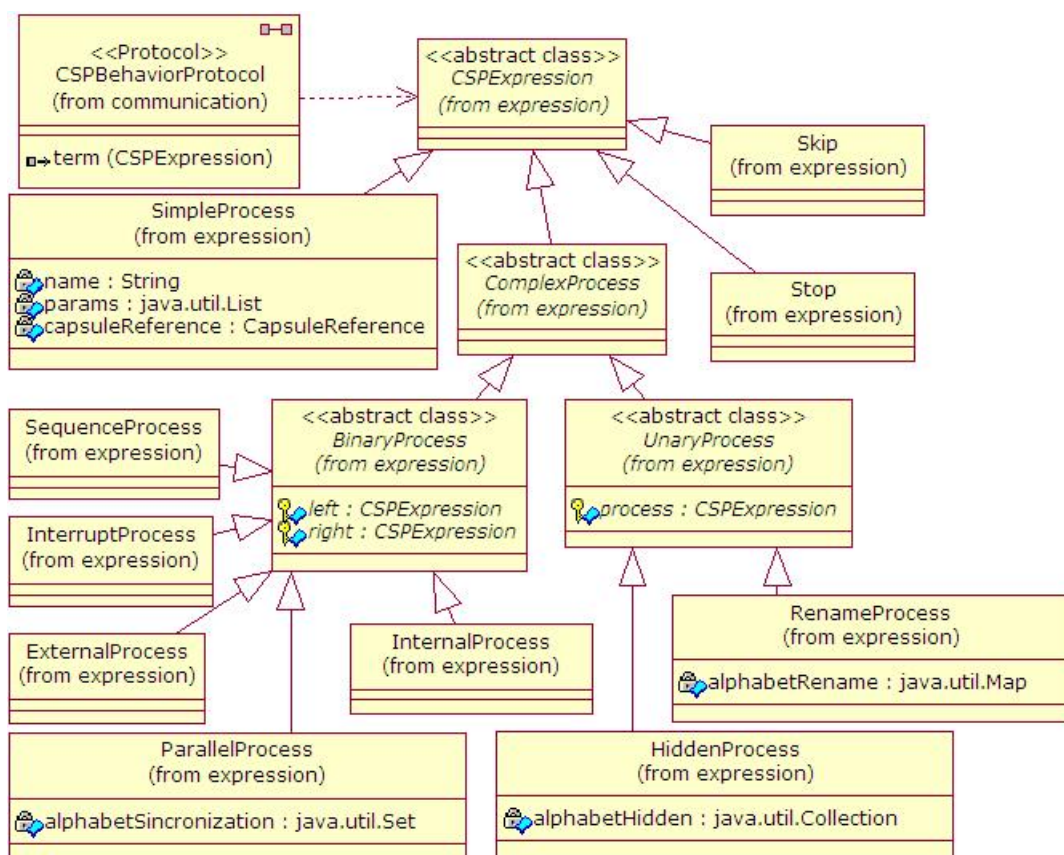 <<Protocol>>
CSPBehaviorProtocol
(from communication)
term (CSPExpression)
<<abstract class>>
CSPExpression
(from expression)
Skip
(from expression)
SimpleProcess
(from expression)
name : String
params : java.util.List
capsuleReference : CapsuleReference
<<abstract class>>
ComplexProcess
(from expression)
Stop
(from expression)
SequenceProcess
(from expression)
<<abstract class>>
BinaryProcess
(from expression)
left : CSPExpression
right : CSPExpression
<<abstract class>>
UnaryProcess
(from expression)
process : CSPExpression
InterruptProcess
(from expression)
ExternalProcess
(from expression)
InternalProcess
(from expression)
RenameProcess
(from expression)
alphabetRename : java.util.Map
ParallelProcess
(from expression)
alphabetSincronization : java.util.Set
HiddenProcess
(from expression)
alphabetHidden : java.util.Collection